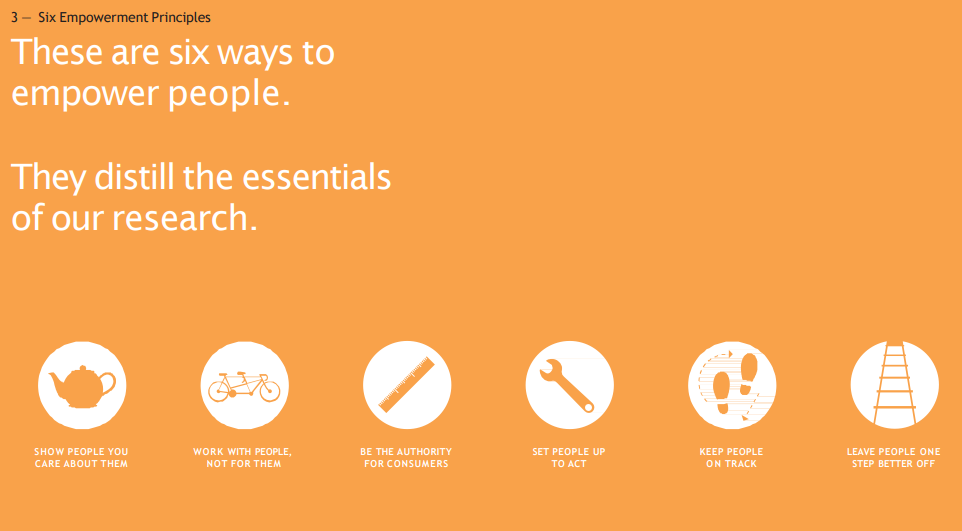 3 — Six Empowerment Principles
These are six ways to
empower people.
They distill the essentials
of our research.
SHOW PEOPLE YOU
CARE ABOUT THEM
WORK WITH PEOPLE,
NOT FOR THEM
BE THE AUTHORITY
FOR CONSUMERS
SET PEOPLE UP
TO ACT
KEEP PEOPLE
ON TRACK
LEAVE PEOPLE ONE
STEP BETTER OFF